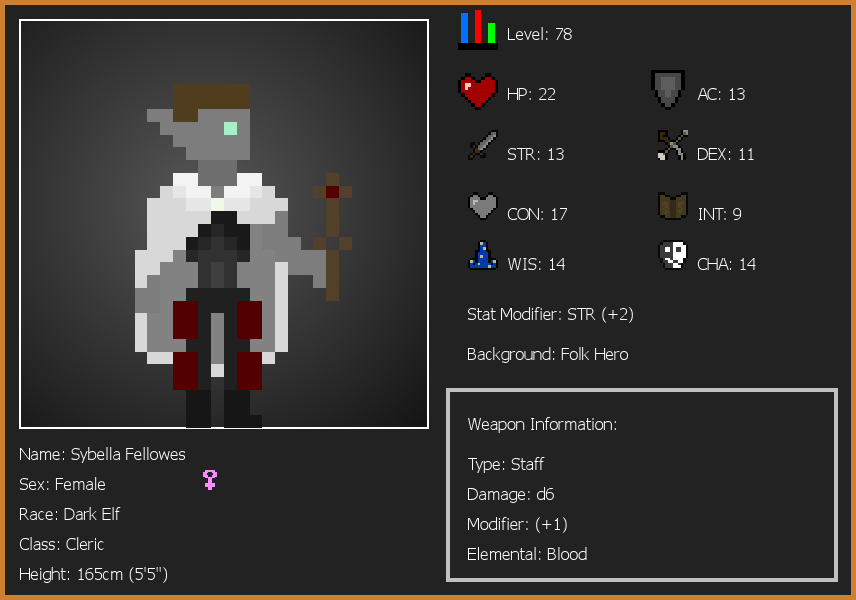 Level: 78
HP: 22
AC: 13
STR: 13
DEX: 11
CON: 17
INT: 9
WIS: 14
CHA: 14
Stat Modifier: STR (+2)
Background: Folk Hero
Weapon Information:
Type: Staff
Damage: d6
Modifier: (+1)
Elemental: Blood
Name: Sybella Fellowes
Sex: Female
Race: Dark Elf
Class: Cleric
Height: 165cm (5'5")